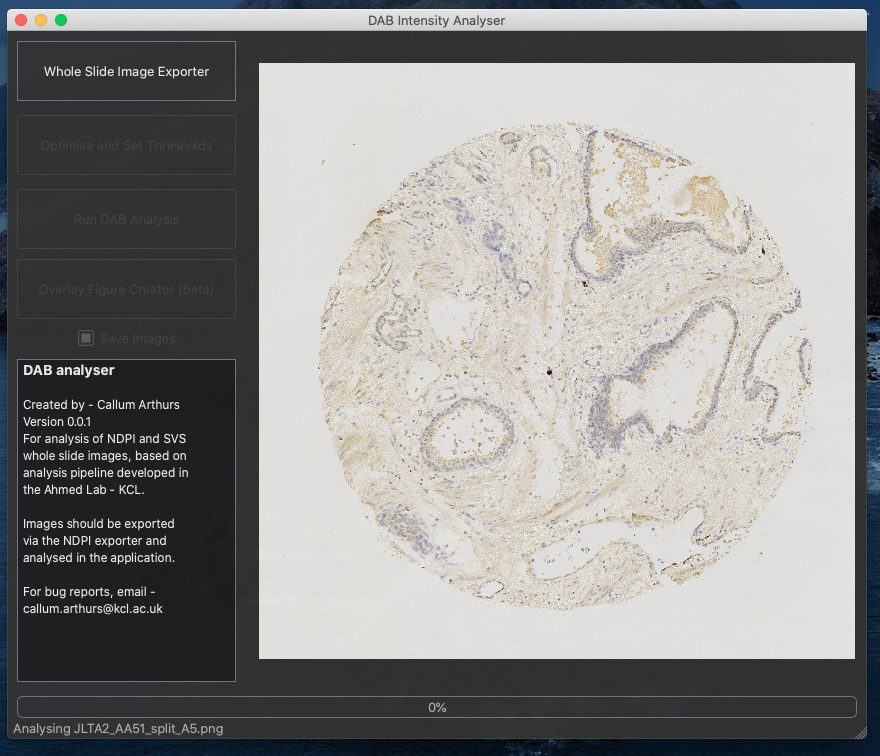 DAB Intensity Analyser
Whole Slide Image Exporter
Optimise and Set Thresholds
Run DAB Analysis
Overlay Figure Creator (beta)
Save Images
DAB analyser
Created by - Callum Arthurs
Version 0.0.1
For analysis of NDPI and SVS
whole slide images, based on
analysis pipeline developed in
the Ahmed Lab - KCL.
Images should be exported
via the NDPI exporter and
analysed in the application.
For bug reports, email -
callum.arthurs@kcl.ac.uk
0%
Analysing JLTA2_AA51_split_A5.png